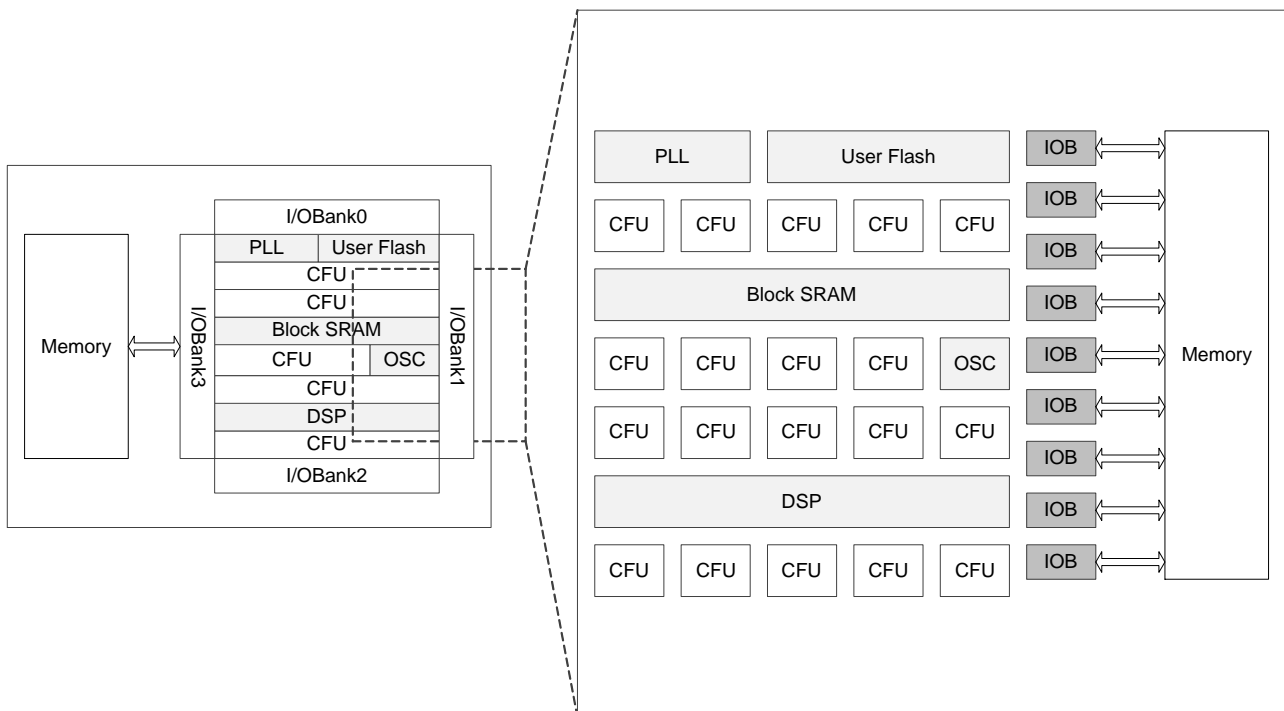 I/OBank0
PLL User Flash
CFU
CFU
Block SRAM
CFU OSC
CFU
DSP
CFU
I/OBank2
I/OBank3
I/OBank1
Memory
PLL User Flash IOB
IOB
CFU CFU CFU CFU CFU
IOB
Block SRAM IOB
CFU CFU CFU CFU OSC IOB
Memory
IOB
CFU CFU CFU CFU CFU
IOB
DSP IOB
CFU CFU CFU CFU CFU IOB